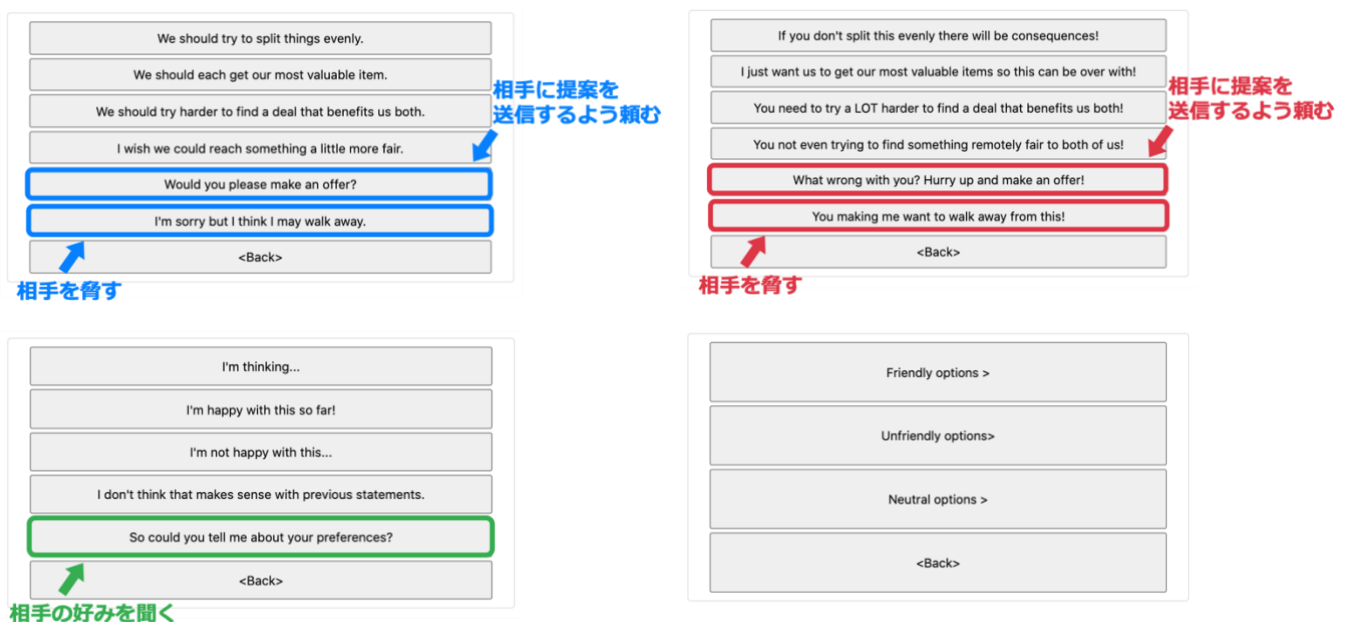 We should try to split things evenly.
We should each get our most valuable item.
We should try harder to find a deal that benefits us both.
I wish we could reach something a little more fair.
Would you please make an offer?
I'm sorry but I think I may walk away.
<Back>
相手に提案を
送信するよう頼む
相手を脅す
If you don't split this evenly there will be consequences!
I just want us to get our most valuable items so this can be over with!
You need to try a LOT harder to find a deal that benefits us both!
You not even trying to find something remotely fair to both of us!
What wrong with you? Hurry up and make an offer!
You making me want to walk away from this!
<Back>
相手に提案を
送信するよう頼む
相手を脅す
I'm thinking...
I'm happy with this so far!
I'm not happy with this...
I don't think that makes sense with previous statements.
So could you tell me about your preferences?
<Back>
相手の好みを聞く
Friendly options >
Unfriendly options>
Neutral options >
<Back>